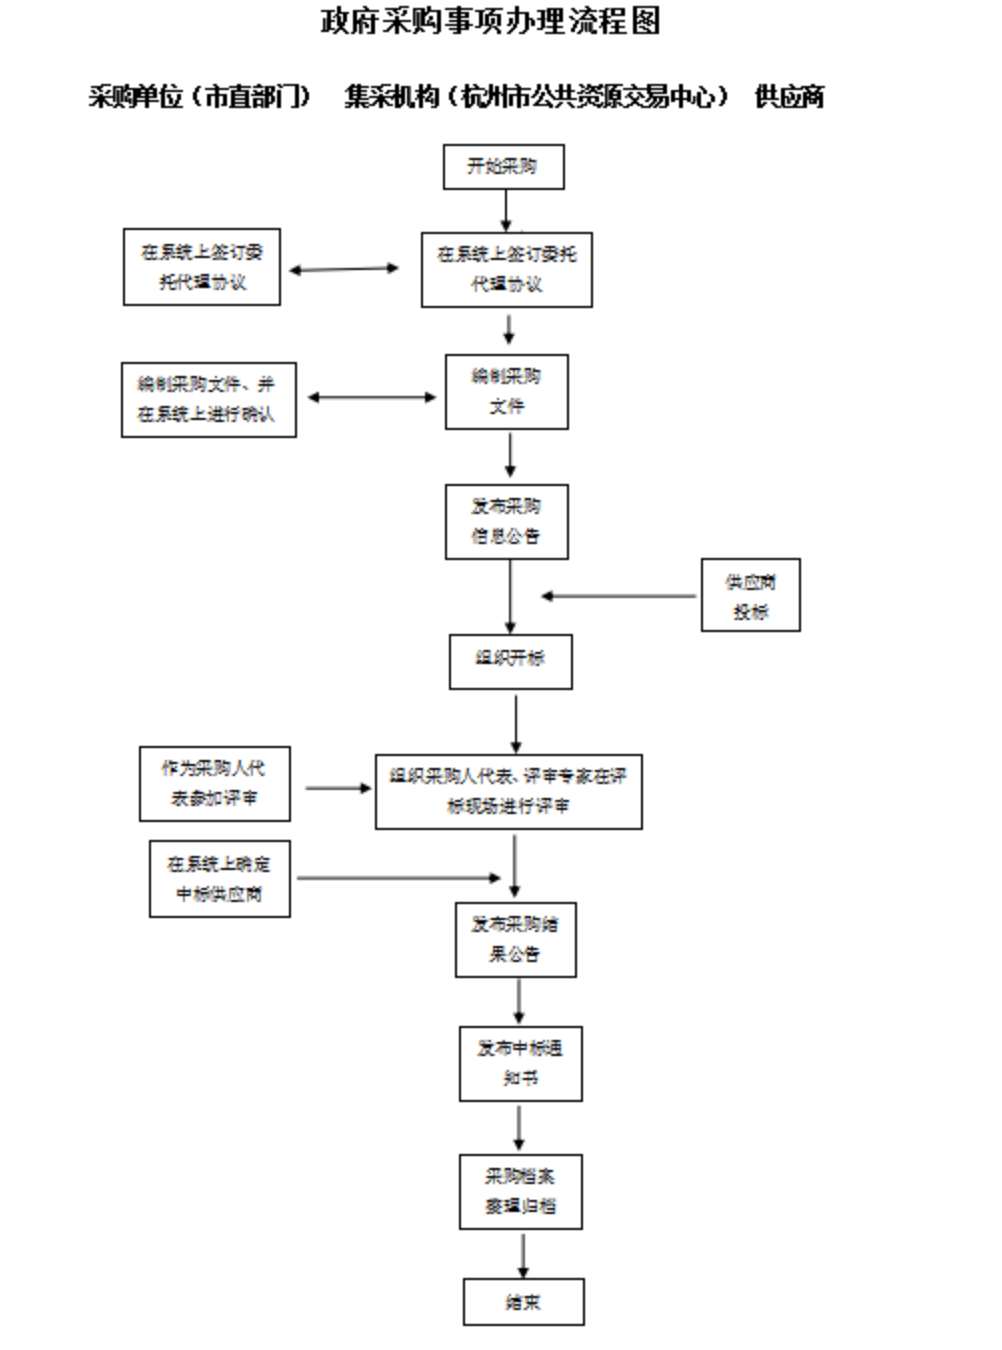 政府采购事项办理流程图
采购单位（市直部门） 集采机构（杭州市公共资源交易中心） 供应商
开始采购
在系统上签订委
托代理协议
在系统上签订委托
代理协议
编制采购文件、并
在系统上进行确认
编制采购
文件
发布采购
信息公告
供应商
投标
组织开标
作为采购人代
表参加评审
组织采购人代表、评审专家在评
标现场进行评审
在系统上确定
中标供应商
发布采购结
果公告
发布中标通
知书
采购档案
整理归档
结束